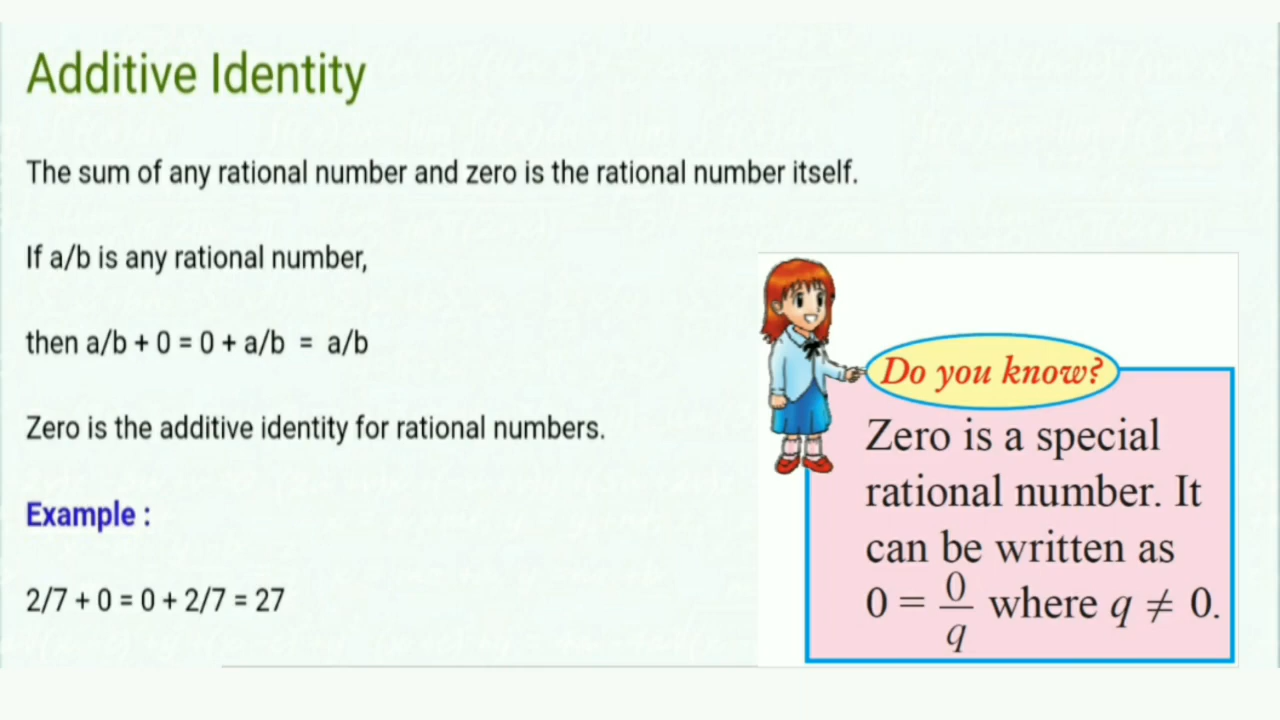 Additive Identity
The sum of any rational number and zero is the rational number itself.
If a/b is any rational number,
then a/b + 0 = 0 + a/b = a/b
Zero is the additive identity for rational numbers.
Example :
2/7 + 0 = 0 + 2/7 = 27
Do you know?
Zero is a special
rational number. It
can be written as
0 = 0/q where q ≠ 0.